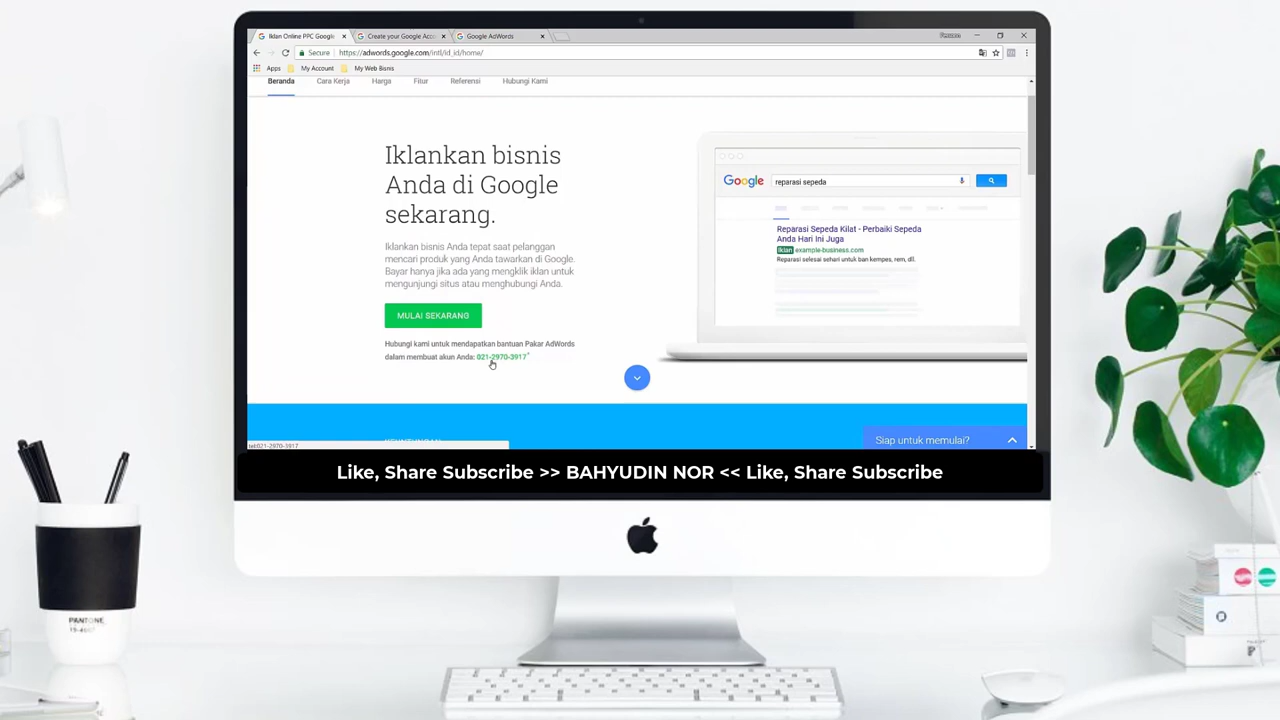 Iklan Online PPC Google
Create your Google Acco
Google AdWords
Secure
https://adwords.google.com/intl/id_id/home/
Apps
My Account
My Web Bisnis
Beranda
Cara Kerja
Harga
Fitur
Referensi
Hubungi Kami
Iklankan bisnis
Anda di Google
sekarang.
Iklankan bisnis Anda tepat saat pelanggan
mencari produk yang Anda tawarkan di Google.
Bayar hanya jika ada yang mengklik iklan untuk
mengunjungi situs atau menghubungi Anda.
MULAI SEKARANG
Hubungi kami untuk mendapatkan bantuan Pakar AdWords
dalam membuat akun Anda: 021-2970-3917*
Google
reparasi sepeda
Reparasi Sepeda Kilat - Perbaiki Sepeda
Anda Hari Ini Juga
Iklan example-business.com
Reparasi selesai sehari untuk ban kempes, rem, dll.
Siap untuk memulai?
tel:021-2970-3917
Like, Share Subscribe >> BAHYUDIN NOR << Like, Share Subscribe
PANTONE